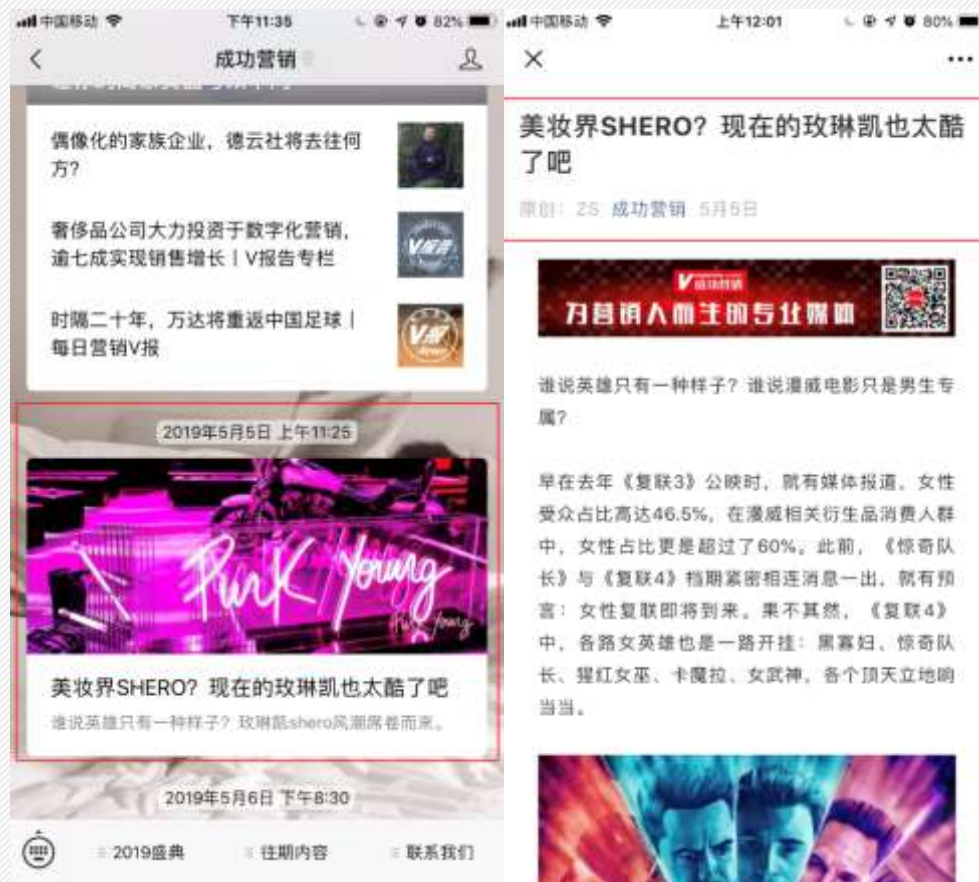 中国移动
下午11:35
82%
成功营销
偶像化的家族企业，德云社将去往何
方？
奢侈品公司大力投资于数字化营销，
逾七成实现销售增长丨V报告专栏
时隔二十年，万达将重返中国足球丨
每日营销V报
2019年5月5日 上午11:25
Punk Young
Punk Young
美妆界SHERO？现在的玫琳凯也太酷了吧
谁说英雄只有一种样子？玫琳凯shero风潮席卷而来。
2019年5月6日 下午8:30
2019盛典
往期内容
联系我们
中国移动
上午12:01
80%
美妆界SHERO？现在的玫琳凯也太酷
了吧
原创： ZS 成功营销 5月5日
V成功营销
为营销人而生的专业媒体
谁说英雄只有一种样子？谁说漫威电影只是男生专
属？
早在去年《复联3》公映时，就有媒体报道，女性
受众占比高达46.5%，在漫威相关衍生品消费人群
中，女性占比更是超过了60%。此前，《惊奇队
长》与《复联4》档期紧密相连消息一出，就有预
言：女性复联即将到来。果不其然，《复联4》
中，各路女英雄也是一路开挂：黑寡妇、惊奇队
长、猩红女巫、卡魔拉、女武神，各个顶天立地响
当当。